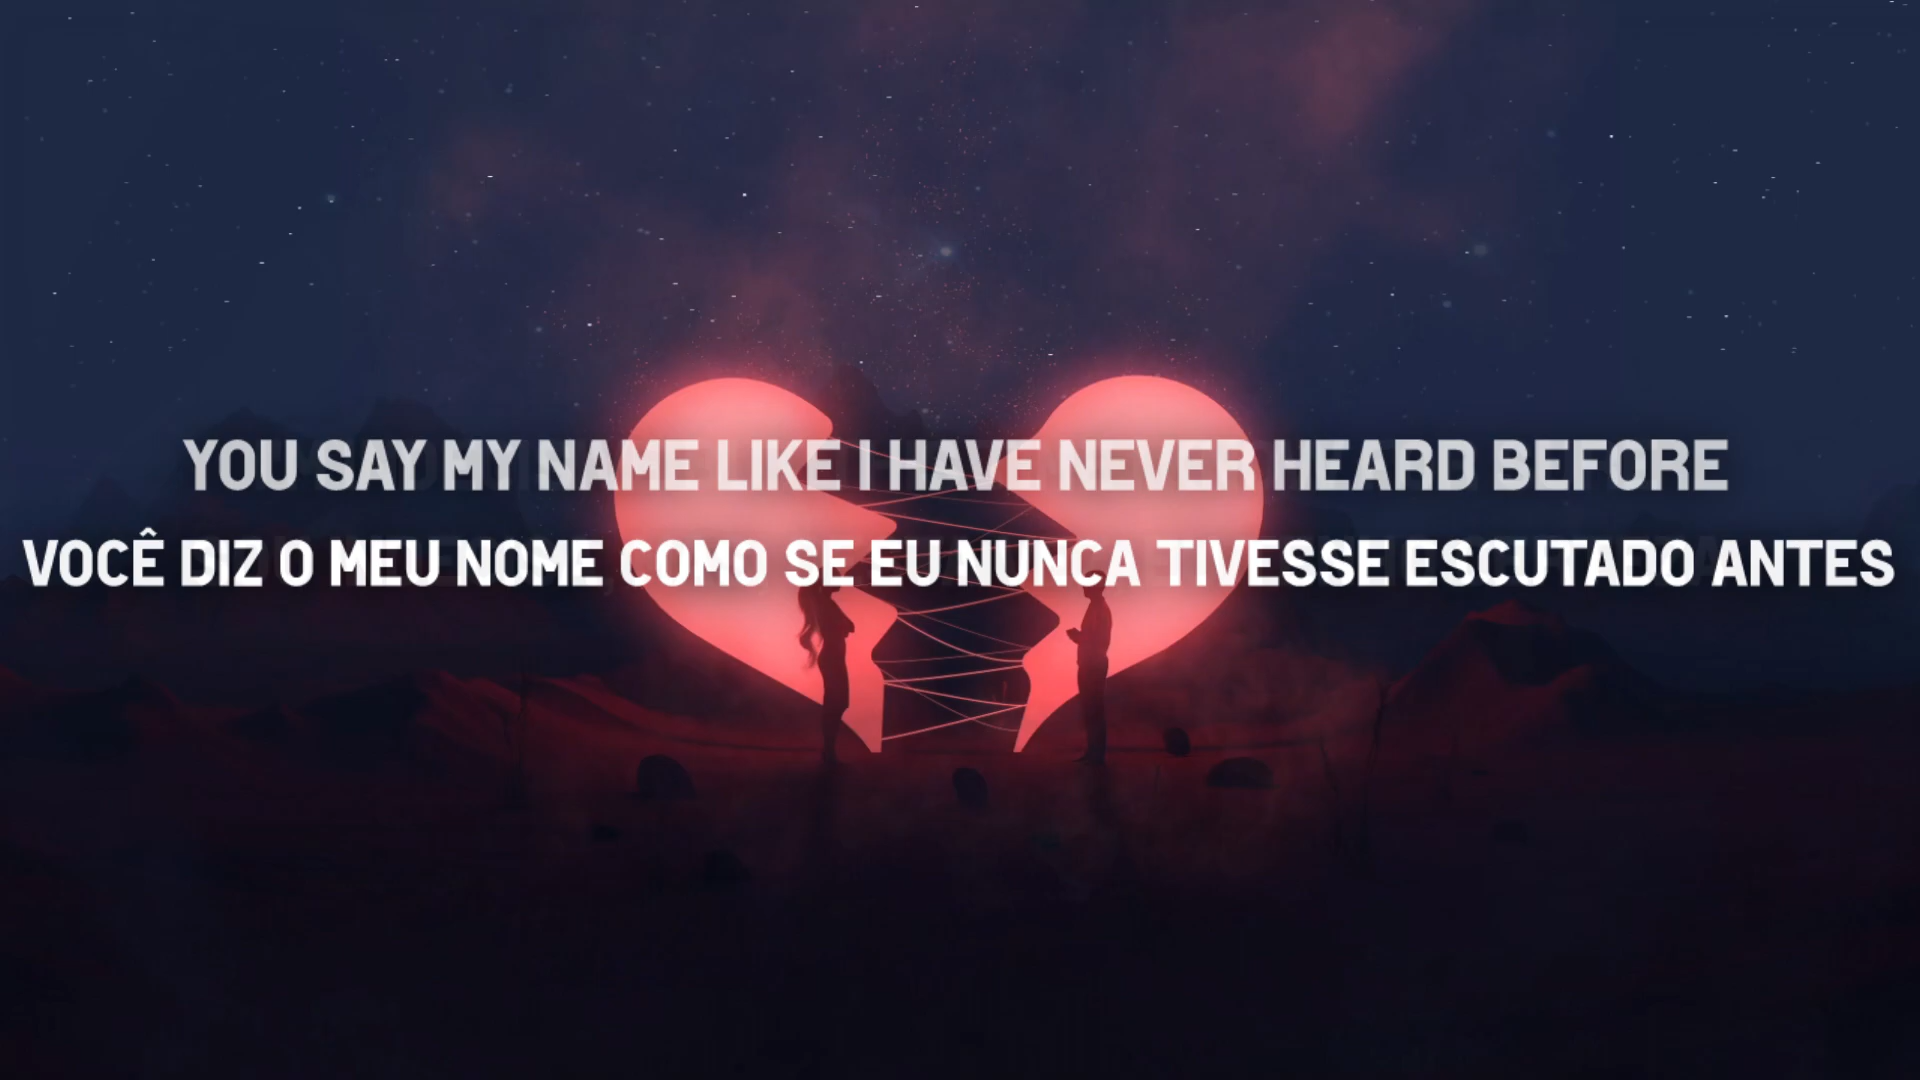 YOU SAY MY NAME LIKE I HAVE NEVER HEARD BEFORE
VOCÊ DIZ O MEU NOME COMO SE EU NUNCA TIVESSE ESCUTADO ANTES